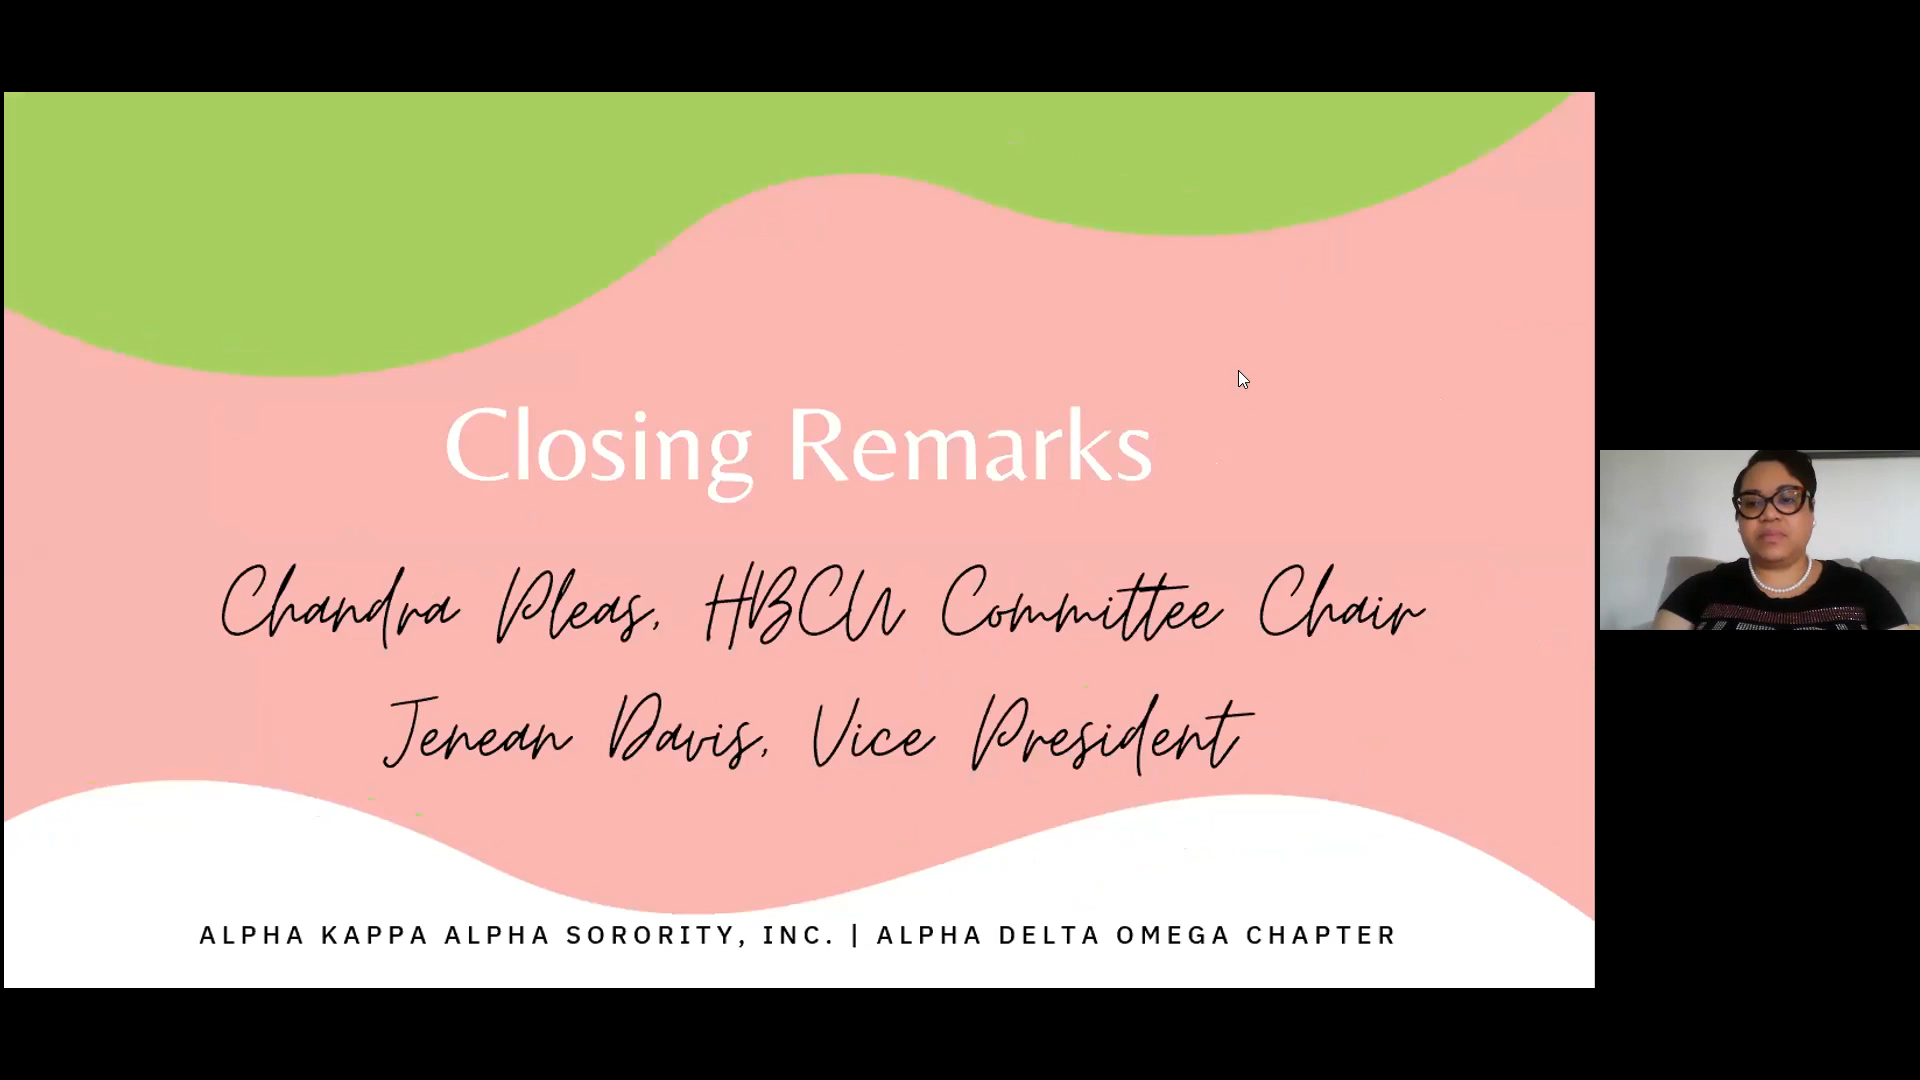 Closing Remarks
Chandra Pleas, HBCU Committee Chair
Jenean Davis, Vice President
ALPHA KAPPA ALPHA SORORITY, INC. | ALPHA DELTA OMEGA CHAPTER